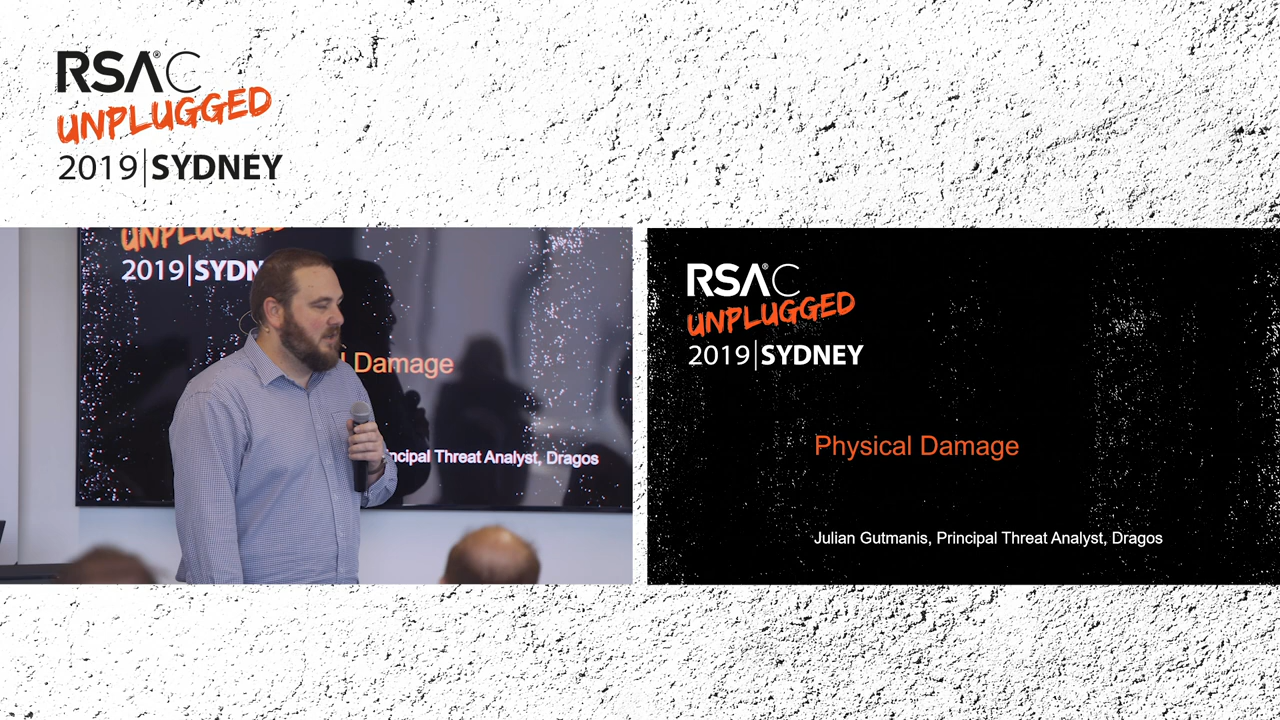 RSAC
UNPLUGGED
2019|SYDNEY
UNPLUGGED
2019|SYDN
l Damage
ncipal Threat Analyst, Dragos
RSAC
UNPLUGGED
2019|SYDNEY
Physical Damage
Julian Gutmanis, Principal Threat Analyst, Dragos